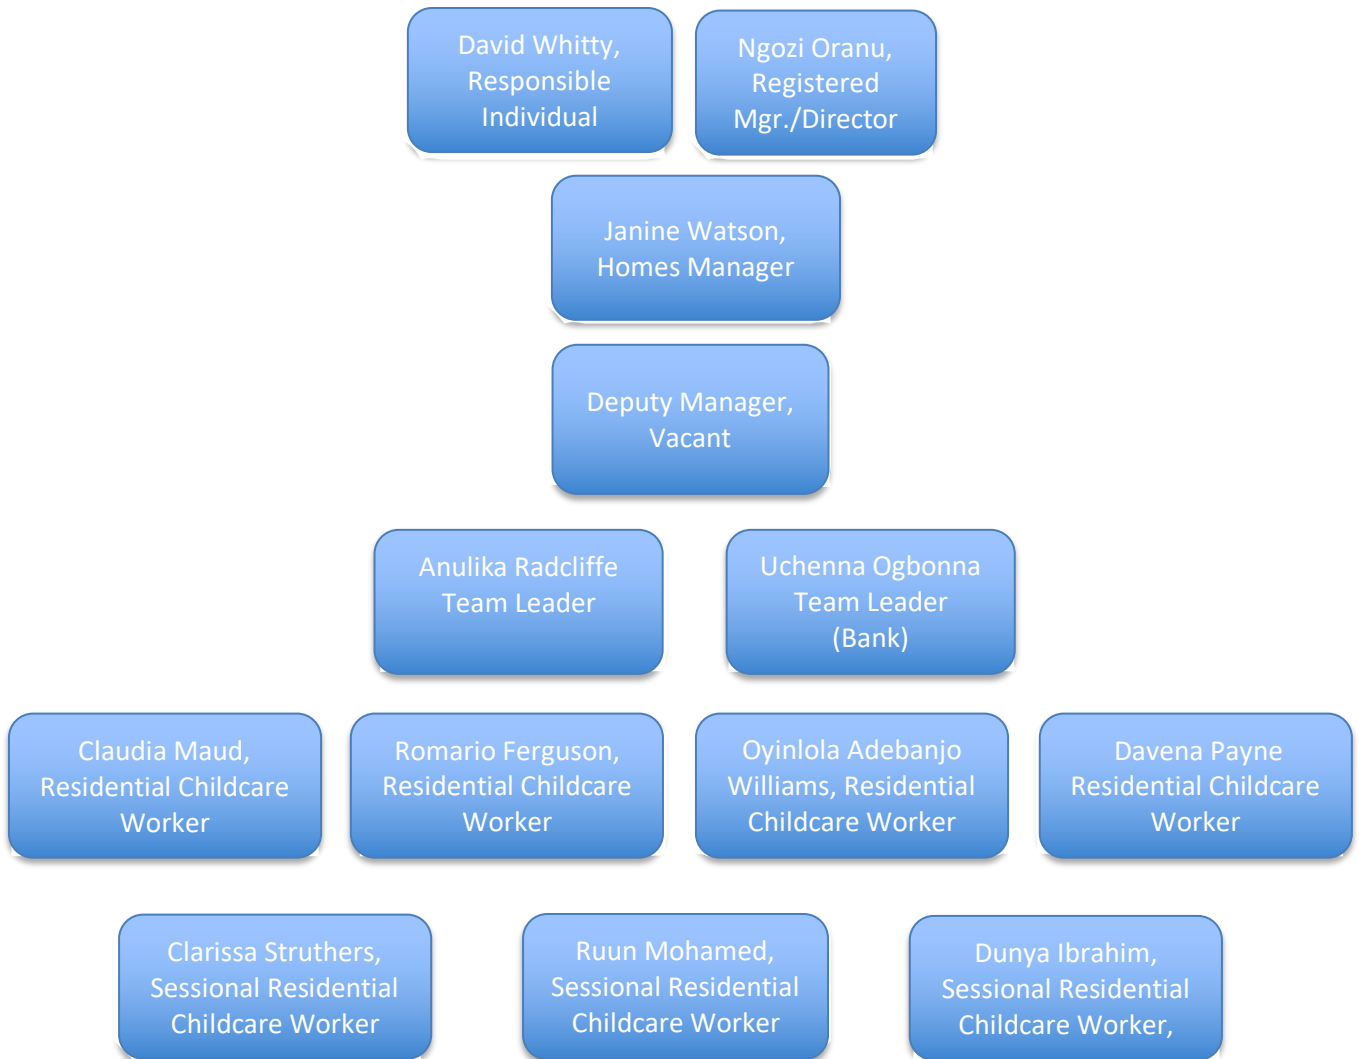 David Whitty,
Responsible
Individual
Ngozi Oranu,
Registered
Mgr./Director
Janine Watson,
Homes Manager
Deputy Manager,
Vacant
Anulika Radcliffe
Team Leader
Uchenna Ogbonna
Team Leader
(Bank)
Claudia Maud,
Residential Childcare
Worker
Romario Ferguson,
Residential Childcare
Worker
Oyinlola Adebanjo
Williams, Residential
Childcare Worker
Davena Payne
Residential Childcare
Worker
Clarissa Struthers,
Sessional Residential
Childcare Worker
Ruun Mohamed,
Sessional Residential
Childcare Worker
Dunya Ibrahim,
Sessional Residential
Childcare Worker,